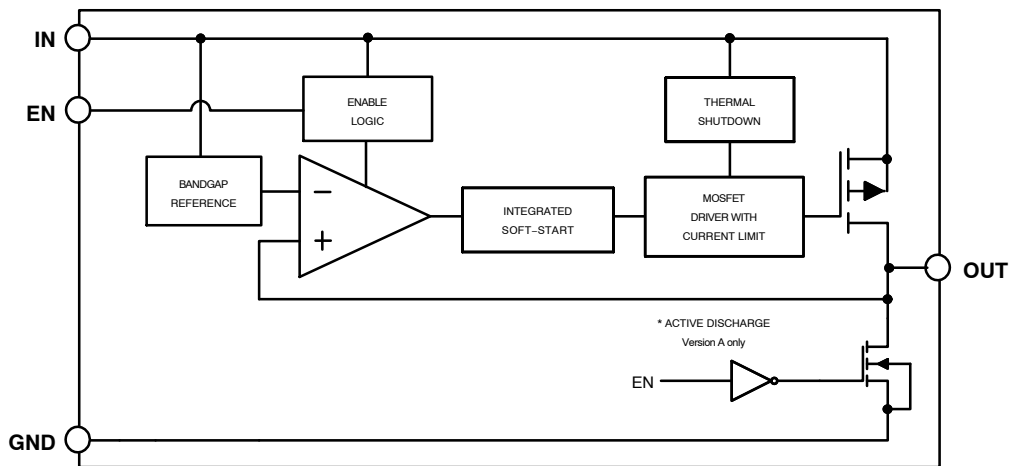 IN
EN
ENABLE
LOGIC
THERMAL
SHUTDOWN
BANDGAP
REFERENCE
−
+
INTEGRATED
SOFT−START
MOSFET
DRIVER WITH
CURRENT LIMIT
OUT
* ACTIVE DISCHARGE
Version A only
EN
GND